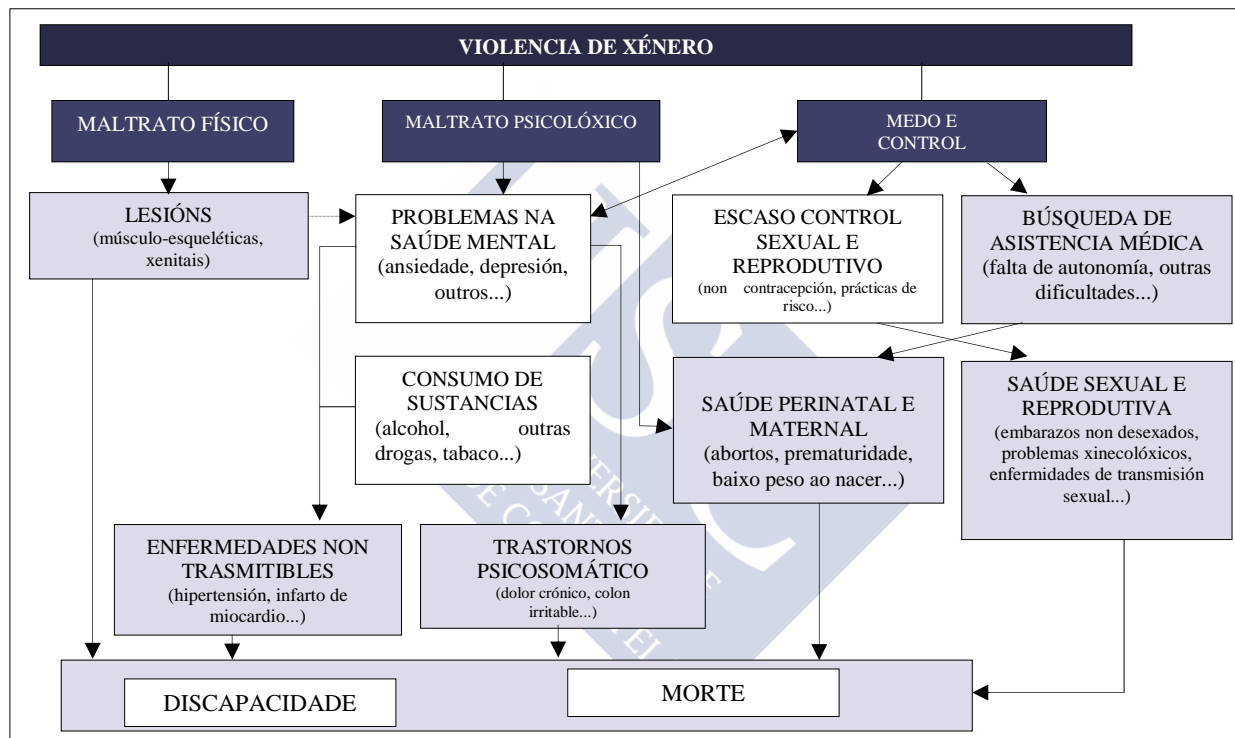 VIOLENCIA DE XÉNERO
MALTRATO FÍSICO
MALTRATO PSICOLÓXICO
MEDO E
CONTROL
LESIÓNS
(músculo-esqueléticas,
xenitais)
PROBLEMAS NA
SAÚDE MENTAL
(ansiedade, depresión,
outros...)
ESCASO CONTROL
SEXUAL E
REPRODUTIVO
(non contracepción, prácticas de
risco...)
BÚSQUEDA DE
ASISTENCIA MÉDICA
(falta de autonomía, outras
dificultades...)
CONSUMO DE
SUSTANCIAS
(alcohol, outras
drogas, tabaco...)
SAÚDE PERINATAL E
MATERNAL
(abortos, prematuridade,
baixo peso ao nacer...)
SAÚDE SEXUAL E
REPRODUTIVA
(embarazos non desexados,
problemas xinecolóxicos,
enfermidades de transmisión
sexual...)
ENFERMEDADES NON
TRASMITIBLES
(hipertensión, infarto de
miocardio...)
TRASTORNOS
PSICOSOMÁTICO
(dolor crónico, colon
irritable...)
DISCAPACIDADE
MORTE
USC